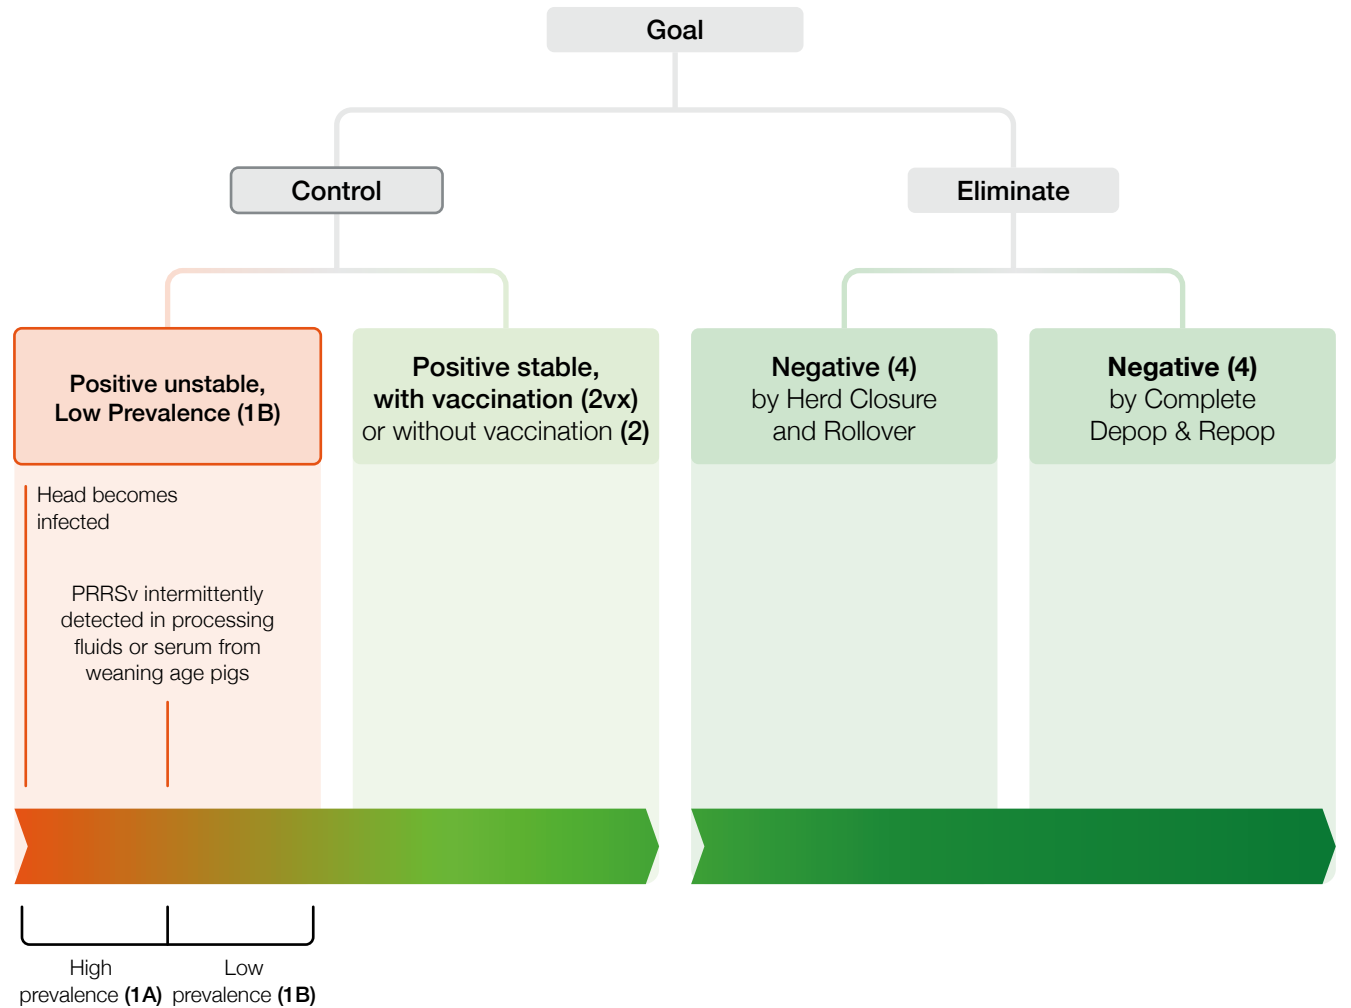 Goal
Control
Eliminate
Positive unstable,
Low Prevalence (1B)
Positive stable,
with vaccination (2vx)
or without vaccination (2)
Negative (4)
by Herd Closure
and Rollover
Negative (4)
by Complete
Depop & Repop
Head becomes
infected
PRRSv intermittently
detected in processing
fluids or serum from
weaning age pigs
High
prevalence (1A)
Low
prevalence (1B)